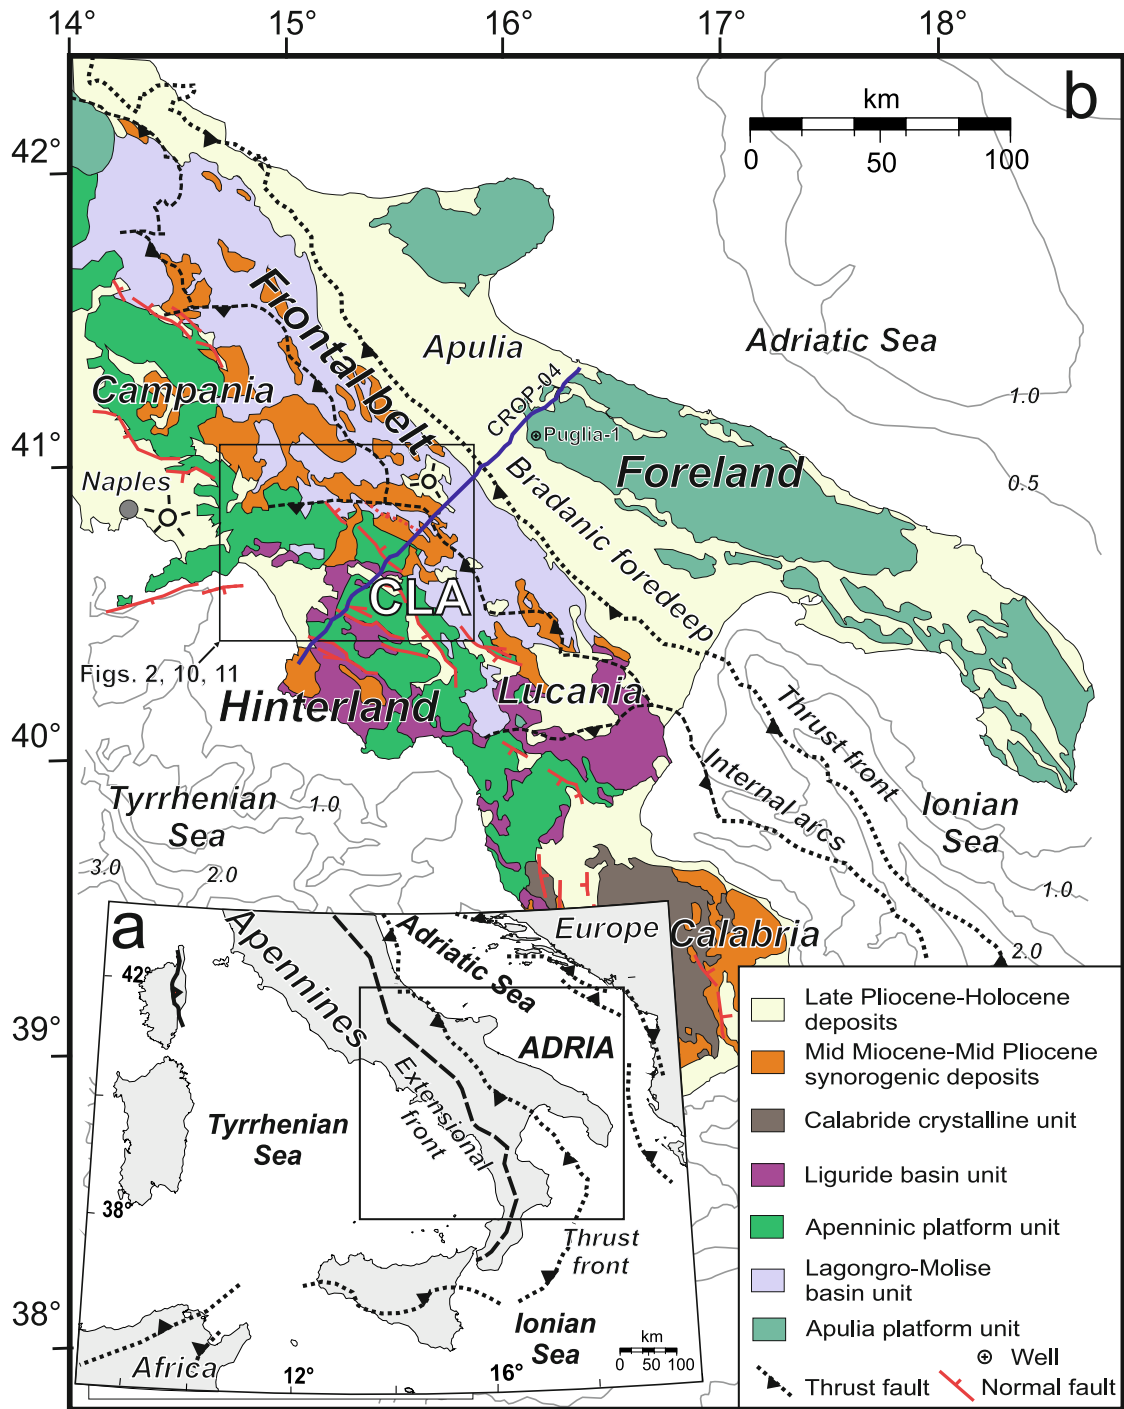 14°
15°
16°
17°
18°
b
km
0
50
100
42°
41°
40°
39°
38°
Frontal belt
Apulia
Adriatic Sea
Campania
CROP-04
Puglia-1
1.0
0.5
Naples
Foreland
Bradanic foredeep
CLA
Figs. 2, 10, 11
Hinterland
Lucania
Thrust front
Internal arcs
Tyrrhenian
Sea
1.0
3.0
2.0
Ionian
Sea
1.0
2.0
Calabria
a
Apennines
Adriatic Sea
Europe
42°
ADRIA
Extensional
front
Tyrrhenian
Sea
38°
Thrust
front
Ionian
Sea
km
0 50 100
Africa
12°
16°
Late Pliocene-Holocene
deposits
Mid Miocene-Mid Pliocene
synorogenic deposits
Calabride crystalline unit
Liguride basin unit
Apenninic platform unit
Lagongro-Molise
basin unit
Apulia platform unit
Well
Thrust fault
Normal fault